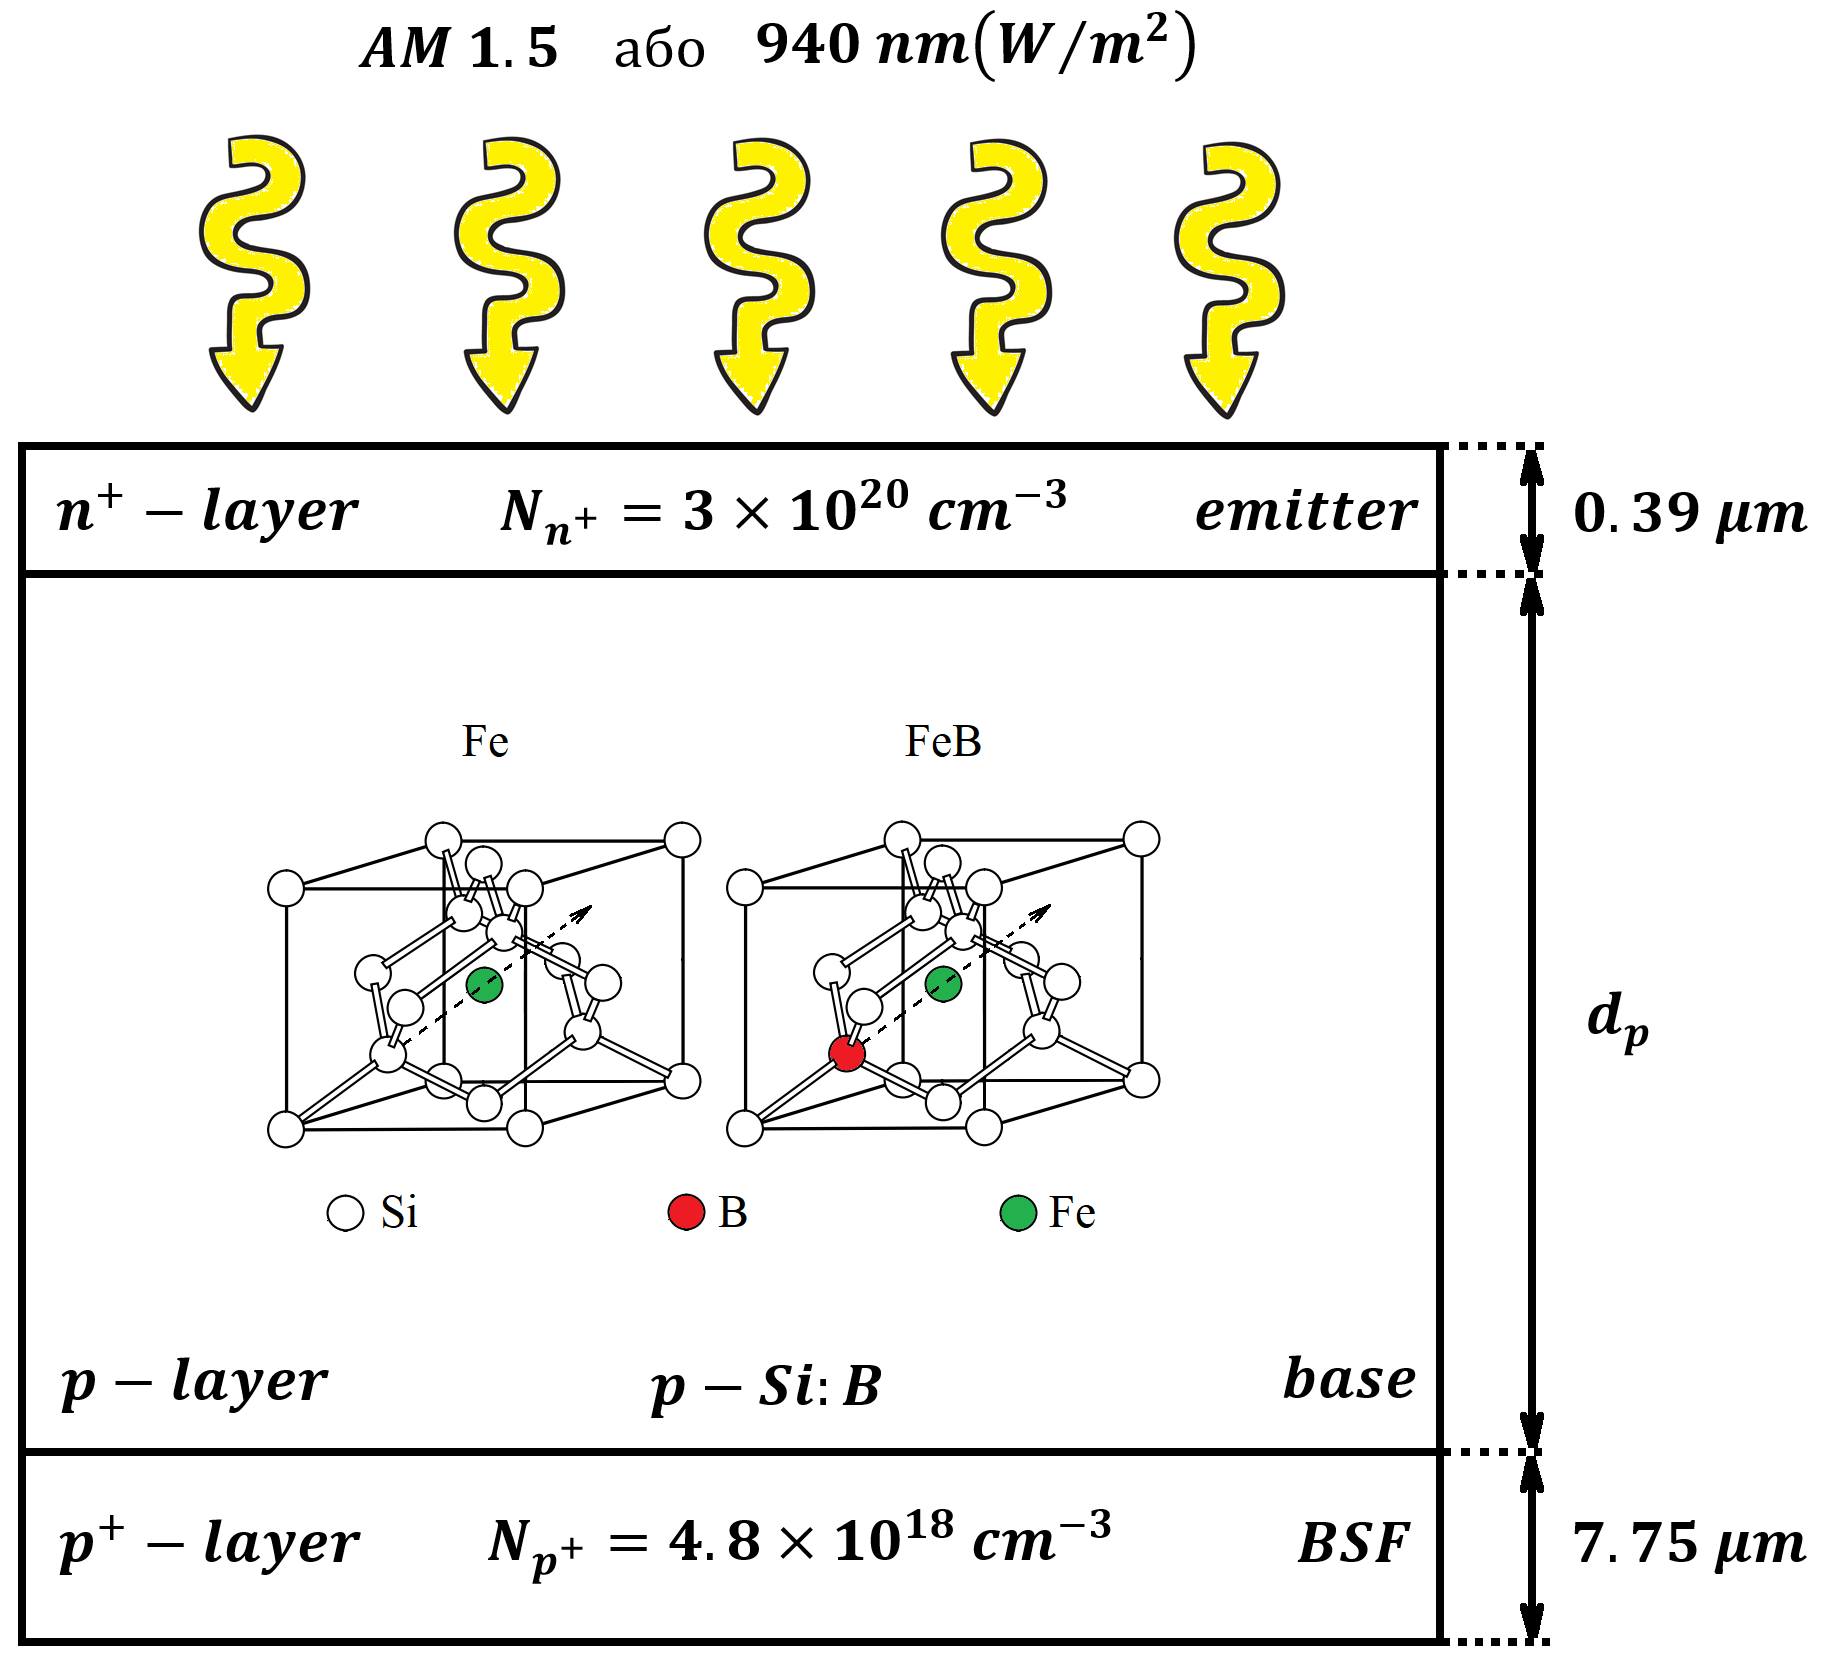 AM 1.5 або 940 nm(W/m²)
n⁺ − layer N_n⁺ = 3 × 10²⁰ cm⁻³ emitter 0.39 μm
Fe FeB
d_p
Si B Fe
p − layer p − Si: B base
p⁺ − layer N_p⁺ = 4.8 × 10¹⁸ cm⁻³ BSF 7.75 μm